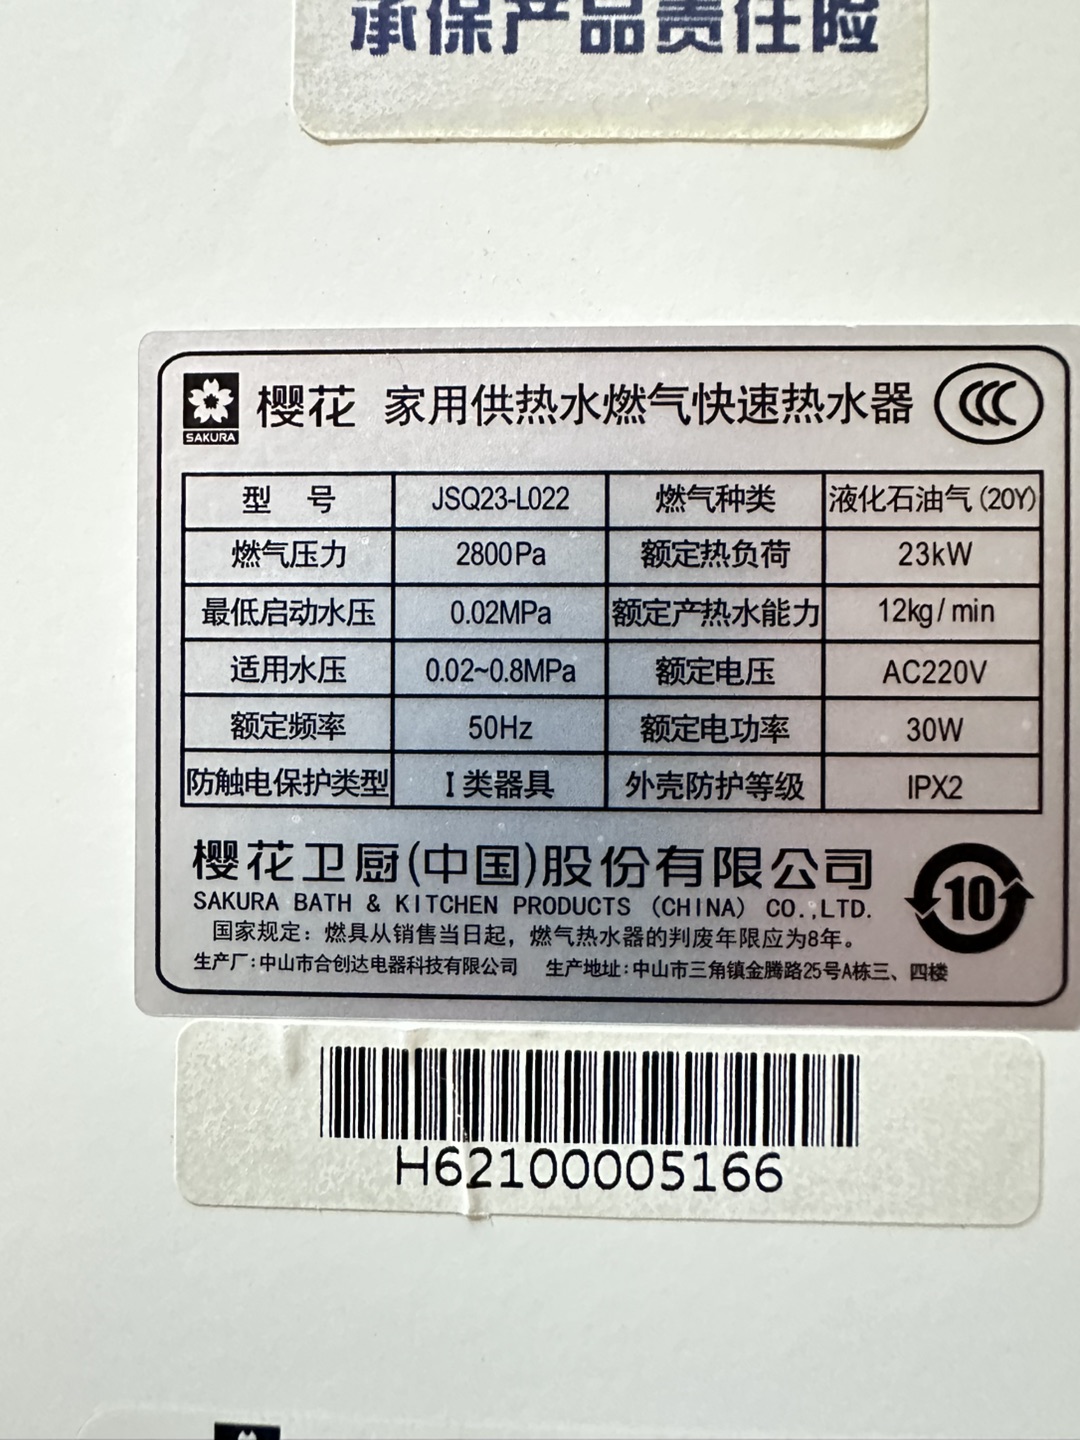 承保产品责任险
SAKURA 樱花 家用供热水燃气快速热水器 CCC
型 号 JSQ23-L022 燃气种类 液化石油气(20Y)
燃气压力 2800Pa 额定热负荷 23kW
最低启动水压 0.02MPa 额定产热水能力 12kg/min
适用水压 0.02~0.8MPa 额定电压 AC220V
额定频率 50Hz 额定电功率 30W
防触电保护类型 I类器具 外壳防护等级 IPX2
樱花卫厨(中国)股份有限公司
SAKURA BATH & KITCHEN PRODUCTS (CHINA) CO.,LTD.
10
国家规定：燃具从销售当日起，燃气热水器的判废年限应为8年。
生产厂：中山市合创达电器科技有限公司 生产地址：中山市三角镇金腾路25号A栋三、四楼
H62100005166